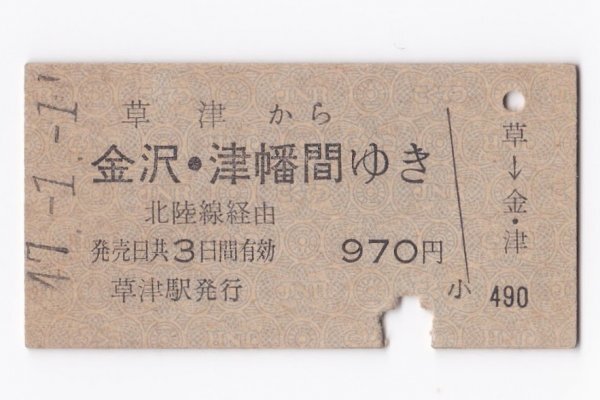 47.-1.-1
草津から
金沢・津幡間ゆき
北陸線経由
発売日共3日間有効 970円
草津駅発行
小
草→金・津
490